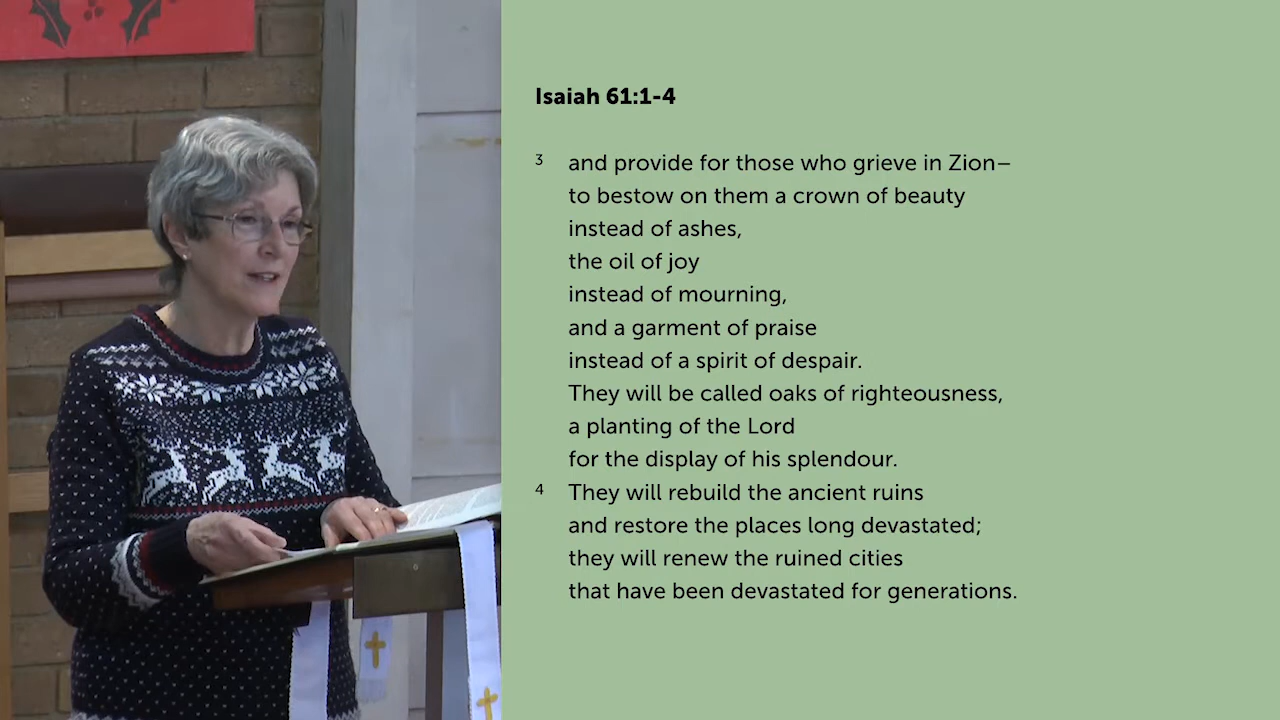 Isaiah 61:1-4
3 and provide for those who grieve in Zion–
to bestow on them a crown of beauty
instead of ashes,
the oil of joy
instead of mourning,
and a garment of praise
instead of a spirit of despair.
They will be called oaks of righteousness,
a planting of the Lord
for the display of his splendour.
4 They will rebuild the ancient ruins
and restore the places long devastated;
they will renew the ruined cities
that have been devastated for generations.